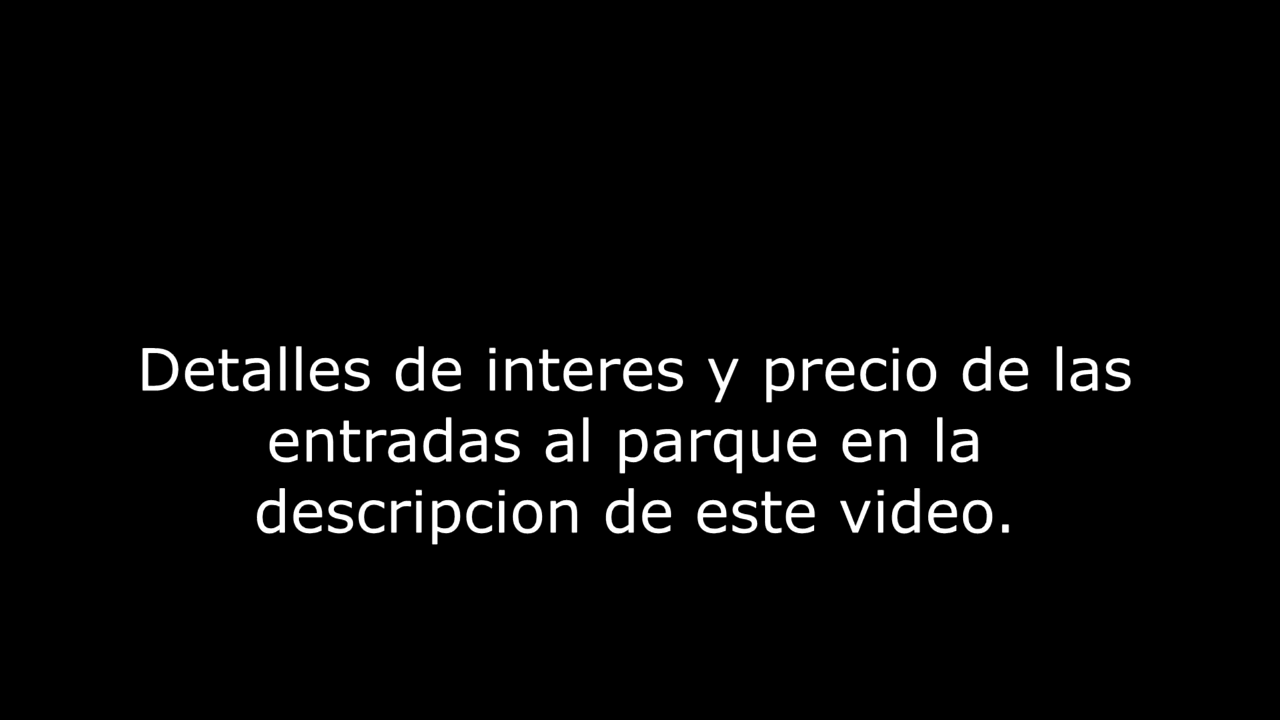 Detalles de interes y precio de las
entradas al parque en la
descripcion de este video.